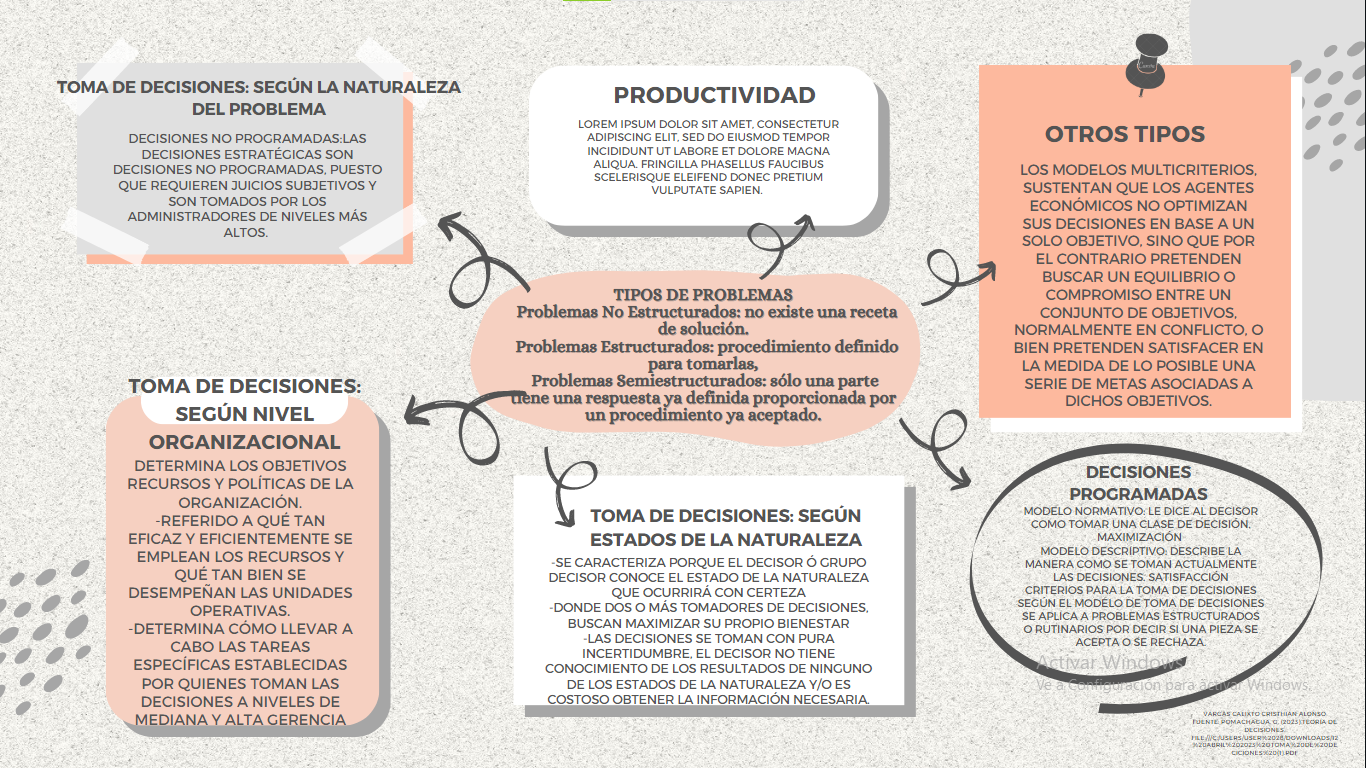 TOMA DE DECISIONES: SEGÚN LA NATURALEZA
DEL PROBLEMA
DECISIONES NO PROGRAMADAS:LAS
DECISIONES ESTRATÉGICAS SON
DECISIONES NO PROGRAMADAS, PUESTO
QUE REQUIEREN JUICIOS SUBJETIVOS Y
SON TOMADOS POR LOS
ADMINISTRADORES DE NIVELES MÁS
ALTOS.
PRODUCTIVIDAD
LOREM IPSUM DOLOR SIT AMET, CONSECTETUR
ADIPISCING ELIT, SED DO EIUSMOD TEMPOR
INCIDIDUNT UT LABORE ET DOLORE MAGNA
ALIQUA. FRINGILLA PHASELLUS FAUCIBUS
SCELERISQUE ELEIFEND DONEC PRETIUM
VULPUTATE SAPIEN.
Canva
OTROS TIPOS
LOS MODELOS MULTICRITERIOS,
SUSTENTAN QUE LOS AGENTES
ECONÓMICOS NO OPTIMIZAN
SUS DECISIONES EN BASE A UN
SOLO OBJETIVO, SINO QUE POR
EL CONTRARIO PRETENDEN
BUSCAR UN EQUILIBRIO O
COMPROMISO ENTRE UN
CONJUNTO DE OBJETIVOS,
NORMALMENTE EN CONFLICTO, O
BIEN PRETENDEN SATISFACER EN
LA MEDIDA DE LO POSIBLE UNA
SERIE DE METAS ASOCIADAS A
DICHOS OBJETIVOS.
TIPOS DE PROBLEMAS
Problemas No Estructurados: no existe una receta
de solución.
Problemas Estructurados: procedimiento definido
para tomarlas,
Problemas Semiestructurados: sólo una parte
tiene una respuesta ya definida proporcionada por
un procedimiento ya aceptado.
TOMA DE DECISIONES:
SEGÚN NIVEL
ORGANIZACIONAL
DETERMINA LOS OBJETIVOS
RECURSOS Y POLÍTICAS DE LA
ORGANIZACIÓN.
-REFERIDO A QUÉ TAN
EFICAZ Y EFICIENTEMENTE SE
EMPLEAN LOS RECURSOS Y
QUÉ TAN BIEN SE
DESEMPEÑAN LAS UNIDADES
OPERATIVAS.
-DETERMINA CÓMO LLEVAR A
CABO LAS TAREAS
ESPECÍFICAS ESTABLECIDAS
POR QUIENES TOMAN LAS
DECISIONES A NIVELES DE
MEDIANA Y ALTA GERENCIA
TOMA DE DECISIONES: SEGÚN
ESTADOS DE LA NATURALEZA
-SE CARACTERIZA PORQUE EL DECISOR Ó GRUPO
DECISOR CONOCE EL ESTADO DE LA NATURALEZA
QUE OCURRIRÁ CON CERTEZA
-DONDE DOS O MÁS TOMADORES DE DECISIONES,
BUSCAN MAXIMIZAR SU PROPIO BIENESTAR
-LAS DECISIONES SE TOMAN CON PURA
INCERTIDUMBRE, EL DECISOR NO TIENE
CONOCIMIENTO DE LOS RESULTADOS DE NINGUNO
DE LOS ESTADOS DE LA NATURALEZA Y/O ES
COSTOSO OBTENER LA INFORMACIÓN NECESARIA.
DECISIONES
PROGRAMADAS
MODELO NORMATIVO: LE DICE AL DECISOR
COMO TOMAR UNA CLASE DE DECISIÓN,
MAXIMIZACIÓN
MODELO DESCRIPTIVO: DESCRIBE LA
MANERA COMO SE TOMAN ACTUALMENTE
LAS DECISIONES. SATISFACCIÓN
CRITERIOS PARA LA TOMA DE DECISIONES
SEGÚN EL MODELO DE TOMA DE DECISIONES
SE APLICA A PROBLEMAS ESTRUCTURADOS
O RUTINARIOS POR DECIR SI UNA PIEZA SE
ACEPTA O SE RECHAZA.
Activar Windows
Ve a Configuración para activar Windows.
VARGAS CALIXTO CRISTHIAN ALONSO
FUENTE: POMACHAGUA, O. (2023)TEORÍA DE
DECISIONES.
FILE:///C:/USERS/USER%2028/DOWNLOADS/12
%20ABRIL%202023%20TOMA%20DE%20DE
CICIONES%20(1).PDF